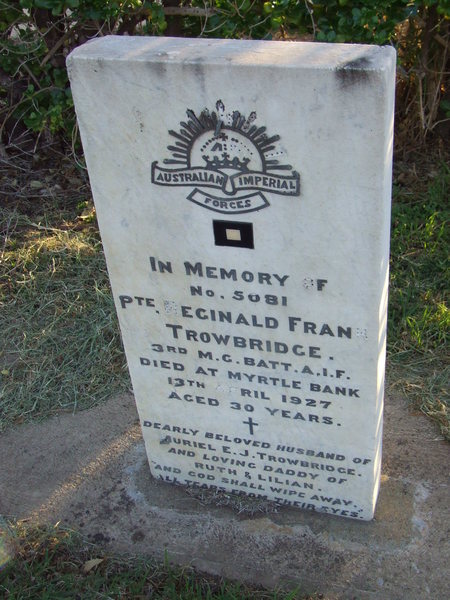 AUSTRALIAN IMPERIAL
FORCES
IN MEMORY OF
NO. 5081
PTE. REGINALD FRAN
TROWBRIDGE.
3RD M.G. BATT. A.I.F.
DIED AT MYRTLE BANK
13TH APRIL 1927
AGED 30 YEARS.
DEARLY BELOVED HUSBAND OF
MURIEL E.J. TROWBRIDGE.
AND LOVING DADDY OF
RUTH & LILIAN
"AND GOD SHALL WIPE AWAY
ALL TEARS FROM THEIR EYES"